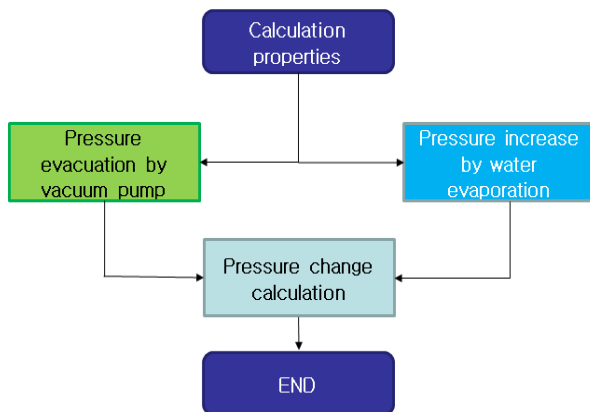 Calculation
properties
Pressure
evacuation by
vacuum pump
Pressure increase
by water
evaporation
Pressure change
calculation
END